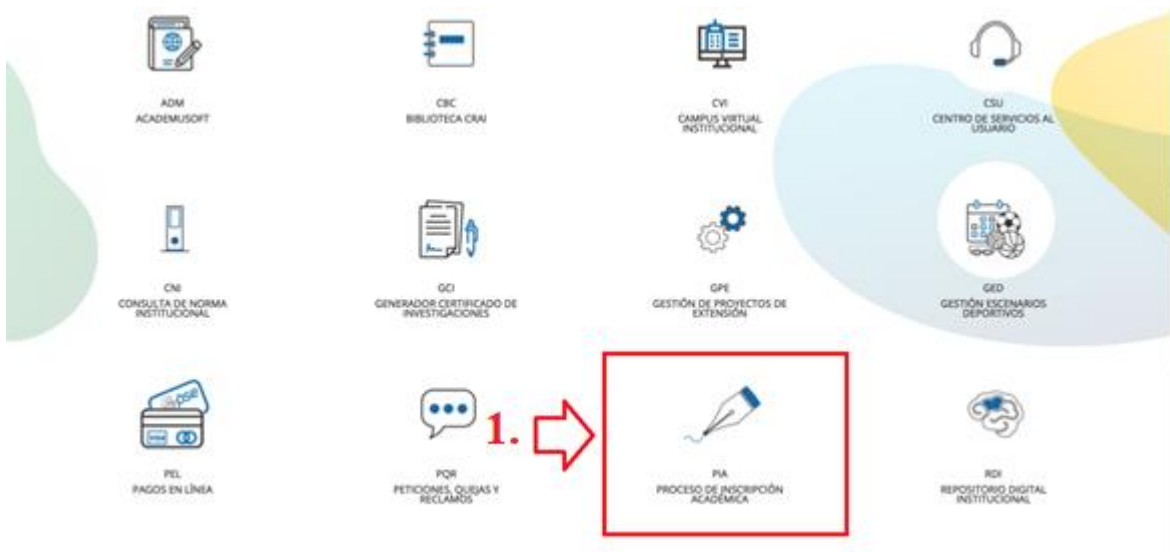 ADM
ACADEMUSOFT
CBC
BIBLIOTECA CRAI
CVI
CAMPUS VIRTUAL
INSTITUCIONAL
CSU
CENTRO DE SERVICIOS AL
USUARIO
CNI
CONSULTA DE NORMA
INSTITUCIONAL
GCI
GENERADOR CERTIFICADO DE
INVESTIGACIONES
GPE
GESTIÓN DE PROYECTOS DE
EXTENSIÓN
GED
GESTIÓN ESCENARIOS
DEPORTIVOS
pse
VISA
PEL
PAGOS EN LÍNEA
PQR
PETICIONES, QUEJAS Y
RECLAMOS
1.
PIA
PROCESO DE INSCRIPCIÓN
ACADÉMICA
RDI
REPOSITORIO DIGITAL
INSTITUCIONAL